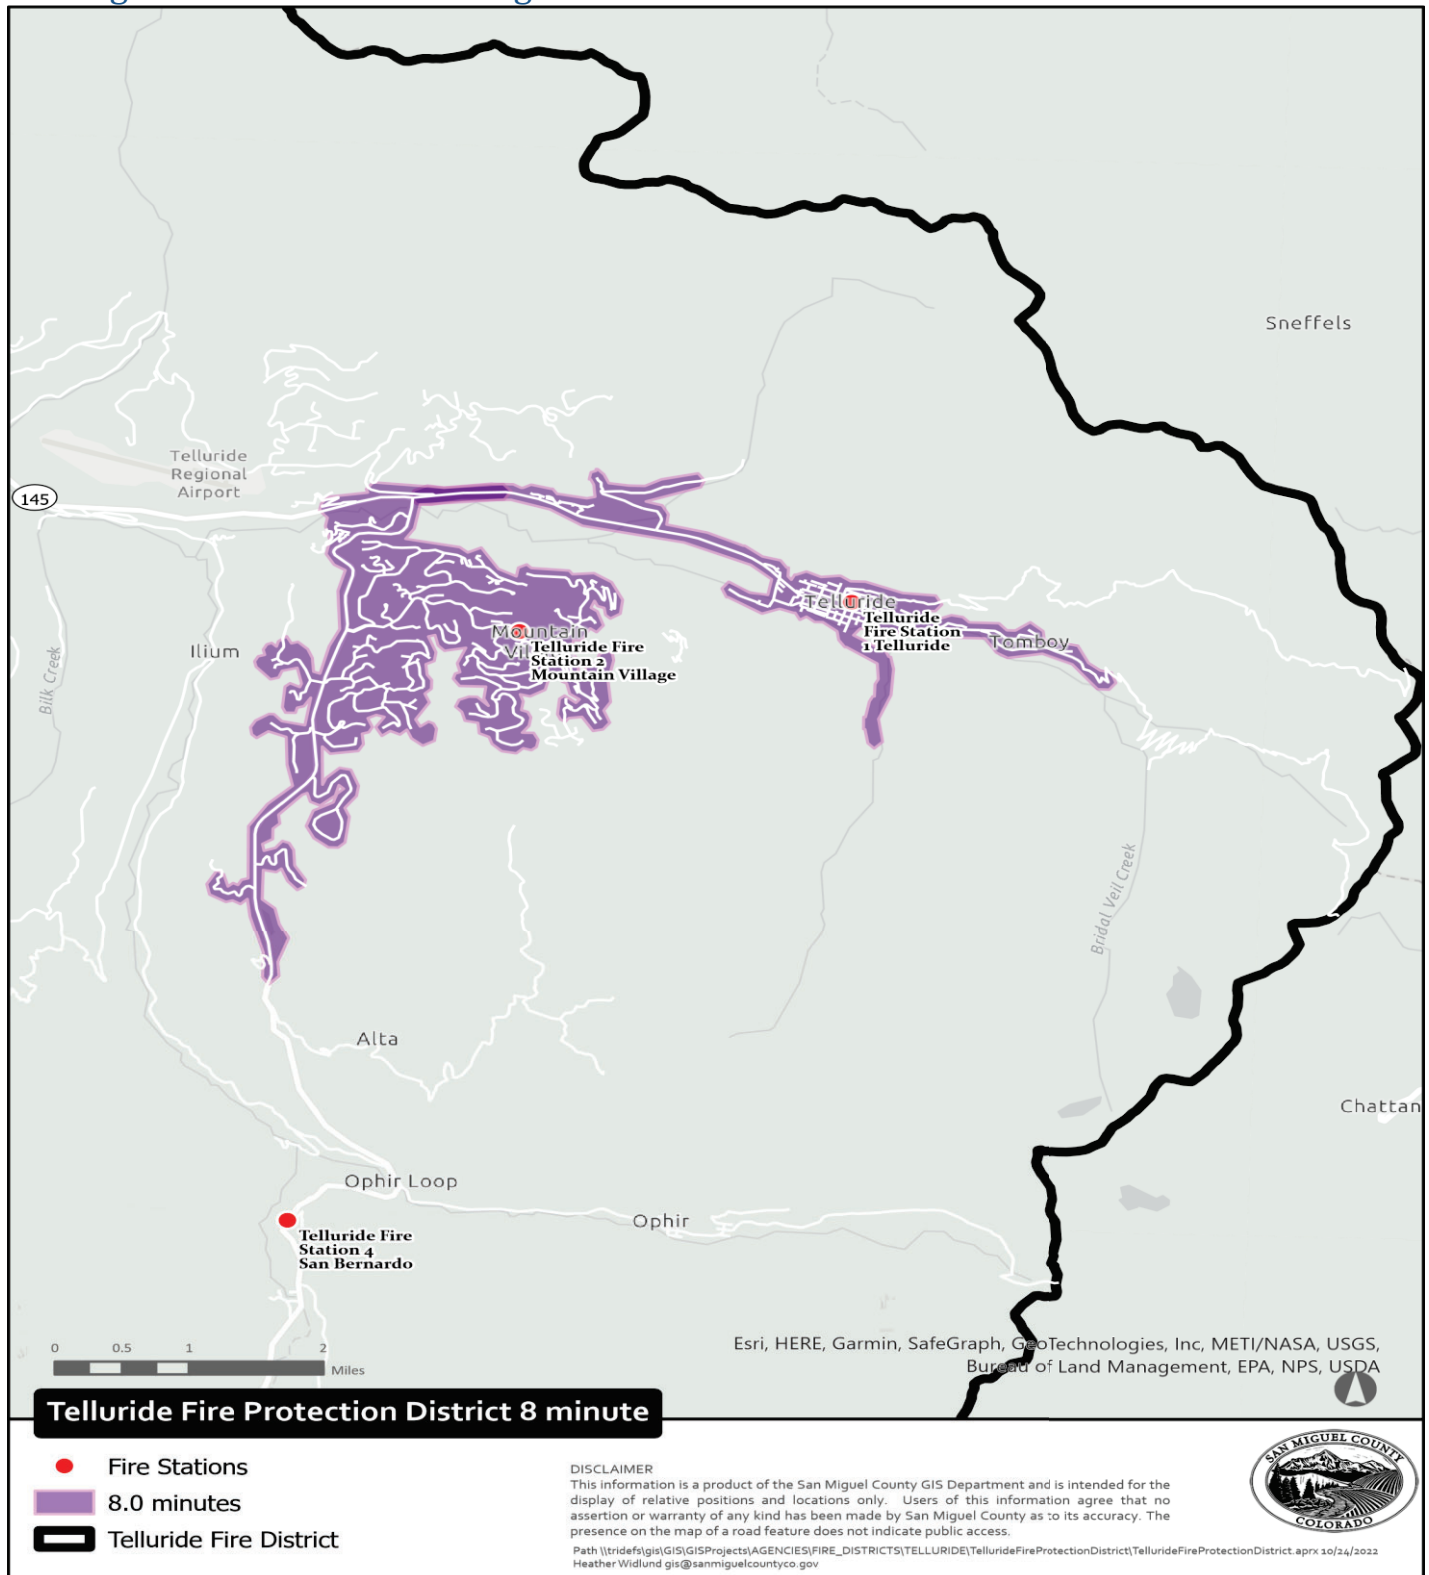 Sneffels
Telluride
Regional
Airport
145
Telluride
Telluride
Fire Station
1 Telluride
Tomboy
Mountain
Vil
Telluride Fire
Station 2
Mountain Village
Ilium
Bilk Creek
Bridal Veil Creek
Alta
Chattan
Ophir Loop
Ophir
Telluride Fire
Station 4
San Bernardo
0 0.5 1 2
Miles
Esri, HERE, Garmin, SafeGraph, GeoTechnologies, Inc, METI/NASA, USGS,
Bureau of Land Management, EPA, NPS, USDA
Telluride Fire Protection District 8 minute
Fire Stations
8.0 minutes
Telluride Fire District
DISCLAIMER
This information is a product of the San Miguel County GIS Department and is intended for the
display of relative positions and locations only. Users of this information agree that no
assertion or warranty of any kind has been made by San Miguel County as to its accuracy. The
presence on the map of a road feature does not indicate public access.
Path \\tridefs\gis\GIS\GISProjects\AGENCIES\FIRE_DISTRICTS\TELLURIDE\TellurideFireProtectionDistrict\TellurideFireProtectionDistrict.aprx 10/24/2022
Heather Widlund gis@sanmiguelcountyco.gov
SAN MIGUEL COUNTY
COLORADO